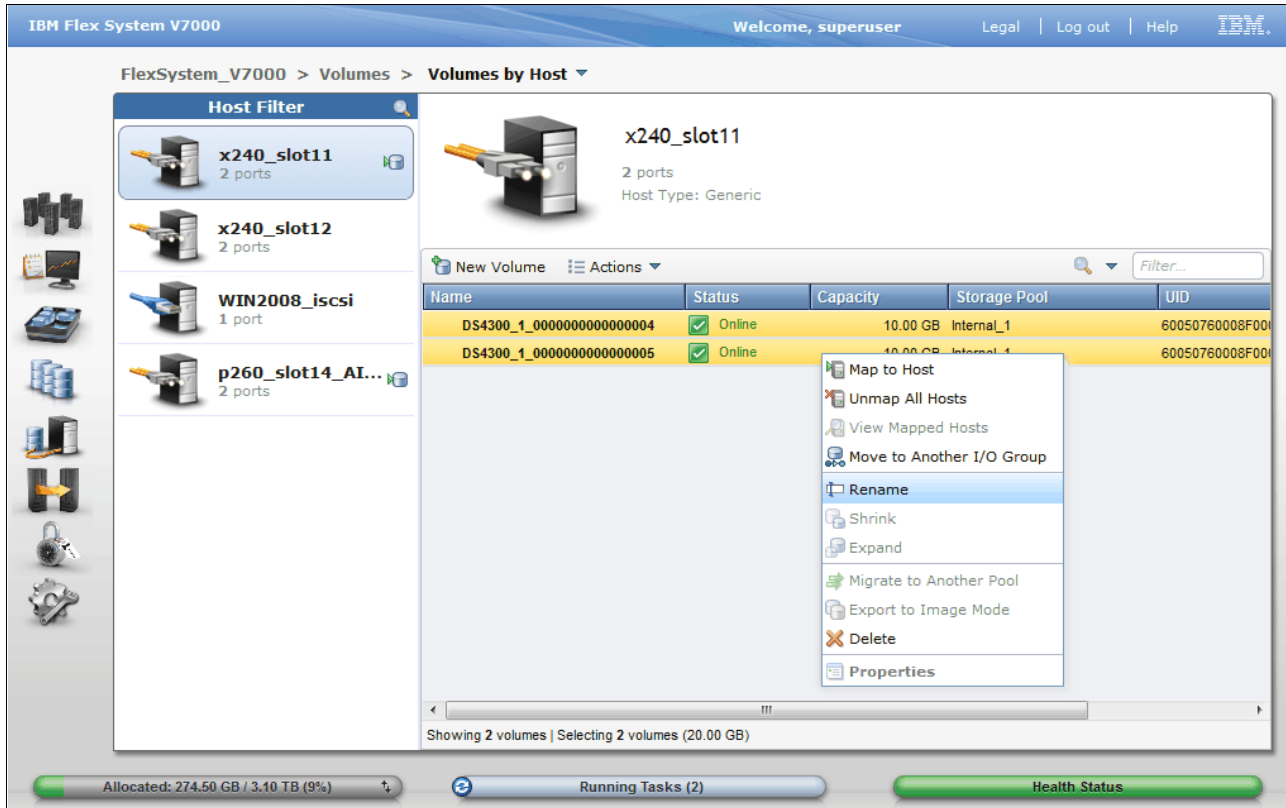 IBM Flex System V7000
Welcome, superuser
Legal | Log out | Help
IBM.
FlexSystem_V7000 > Volumes > Volumes by Host
Host Filter
x240_slot11
2 ports
x240_slot12
2 ports
WIN2008_iscsi
1 port
p260_slot14_AI...
2 ports
x240_slot11
2 ports
Host Type: Generic
New Volume
Actions
Filter...
Name Status Capacity Storage Pool UID
DS4300_1_0000000000000004 Online 10.00 GB Internal_1 60050760008F00
DS4300_1_0000000000000005 Online 10.00 GB Internal_1 60050760008F00
Map to Host
Unmap All Hosts
View Mapped Hosts
Move to Another I/O Group
Rename
Shrink
Expand
Migrate to Another Pool
Export to Image Mode
Delete
Properties
Showing 2 volumes | Selecting 2 volumes (20.00 GB)
Allocated: 274.50 GB / 3.10 TB (9%)
Running Tasks (2)
Health Status